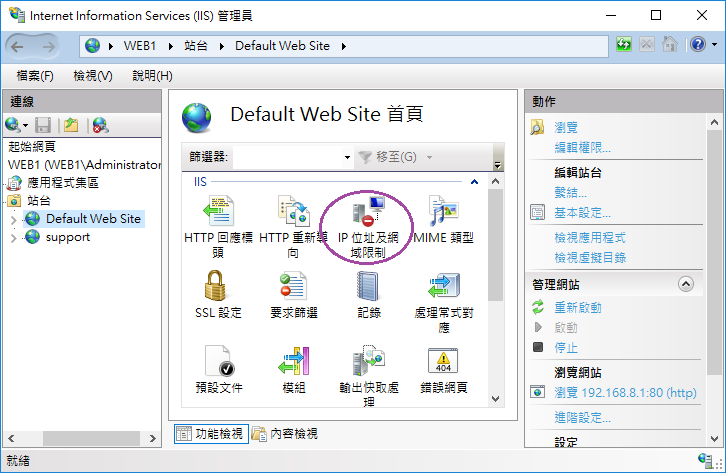 Internet Information Services (IIS) 管理員
WEB1 站台 Default Web Site
檔案(F) 檢視(V) 說明(H)
連線
起始網頁
WEB1 (WEB1\Administrator
應用程式集區
站台
Default Web Site
support
Default Web Site 首頁
篩選器: 移至(G)
IIS
HTTP 回應標
頭
HTTP 重新導
向
IP 位址及網
域限制
MIME 類型
SSL 設定
要求篩選
記錄
處理常式對
應
預設文件
模組
輸出快取處
理
404
錯誤網頁
功能檢視 內容檢視
動作
瀏覽
編輯權限...
編輯站台
繫結...
基本設定...
檢視應用程式
檢視虛擬目錄
管理網站
重新啟動
啟動
停止
瀏覽網站
瀏覽 192.168.8.1:80 (http)
進階設定...
設定
就緒